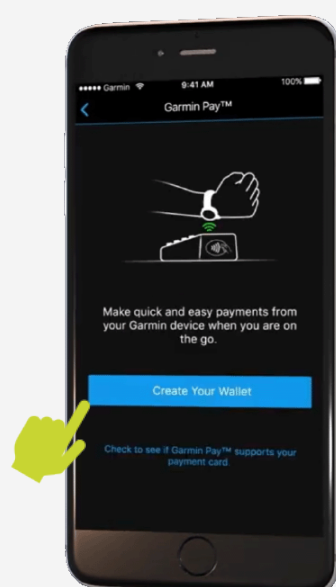 ••••• Garmin 9:41 AM 100%
Garmin Pay™
Make quick and easy payments from
your Garmin device when you are on
the go.
Create Your Wallet
Check to see if Garmin Pay™ supports your
payment card.